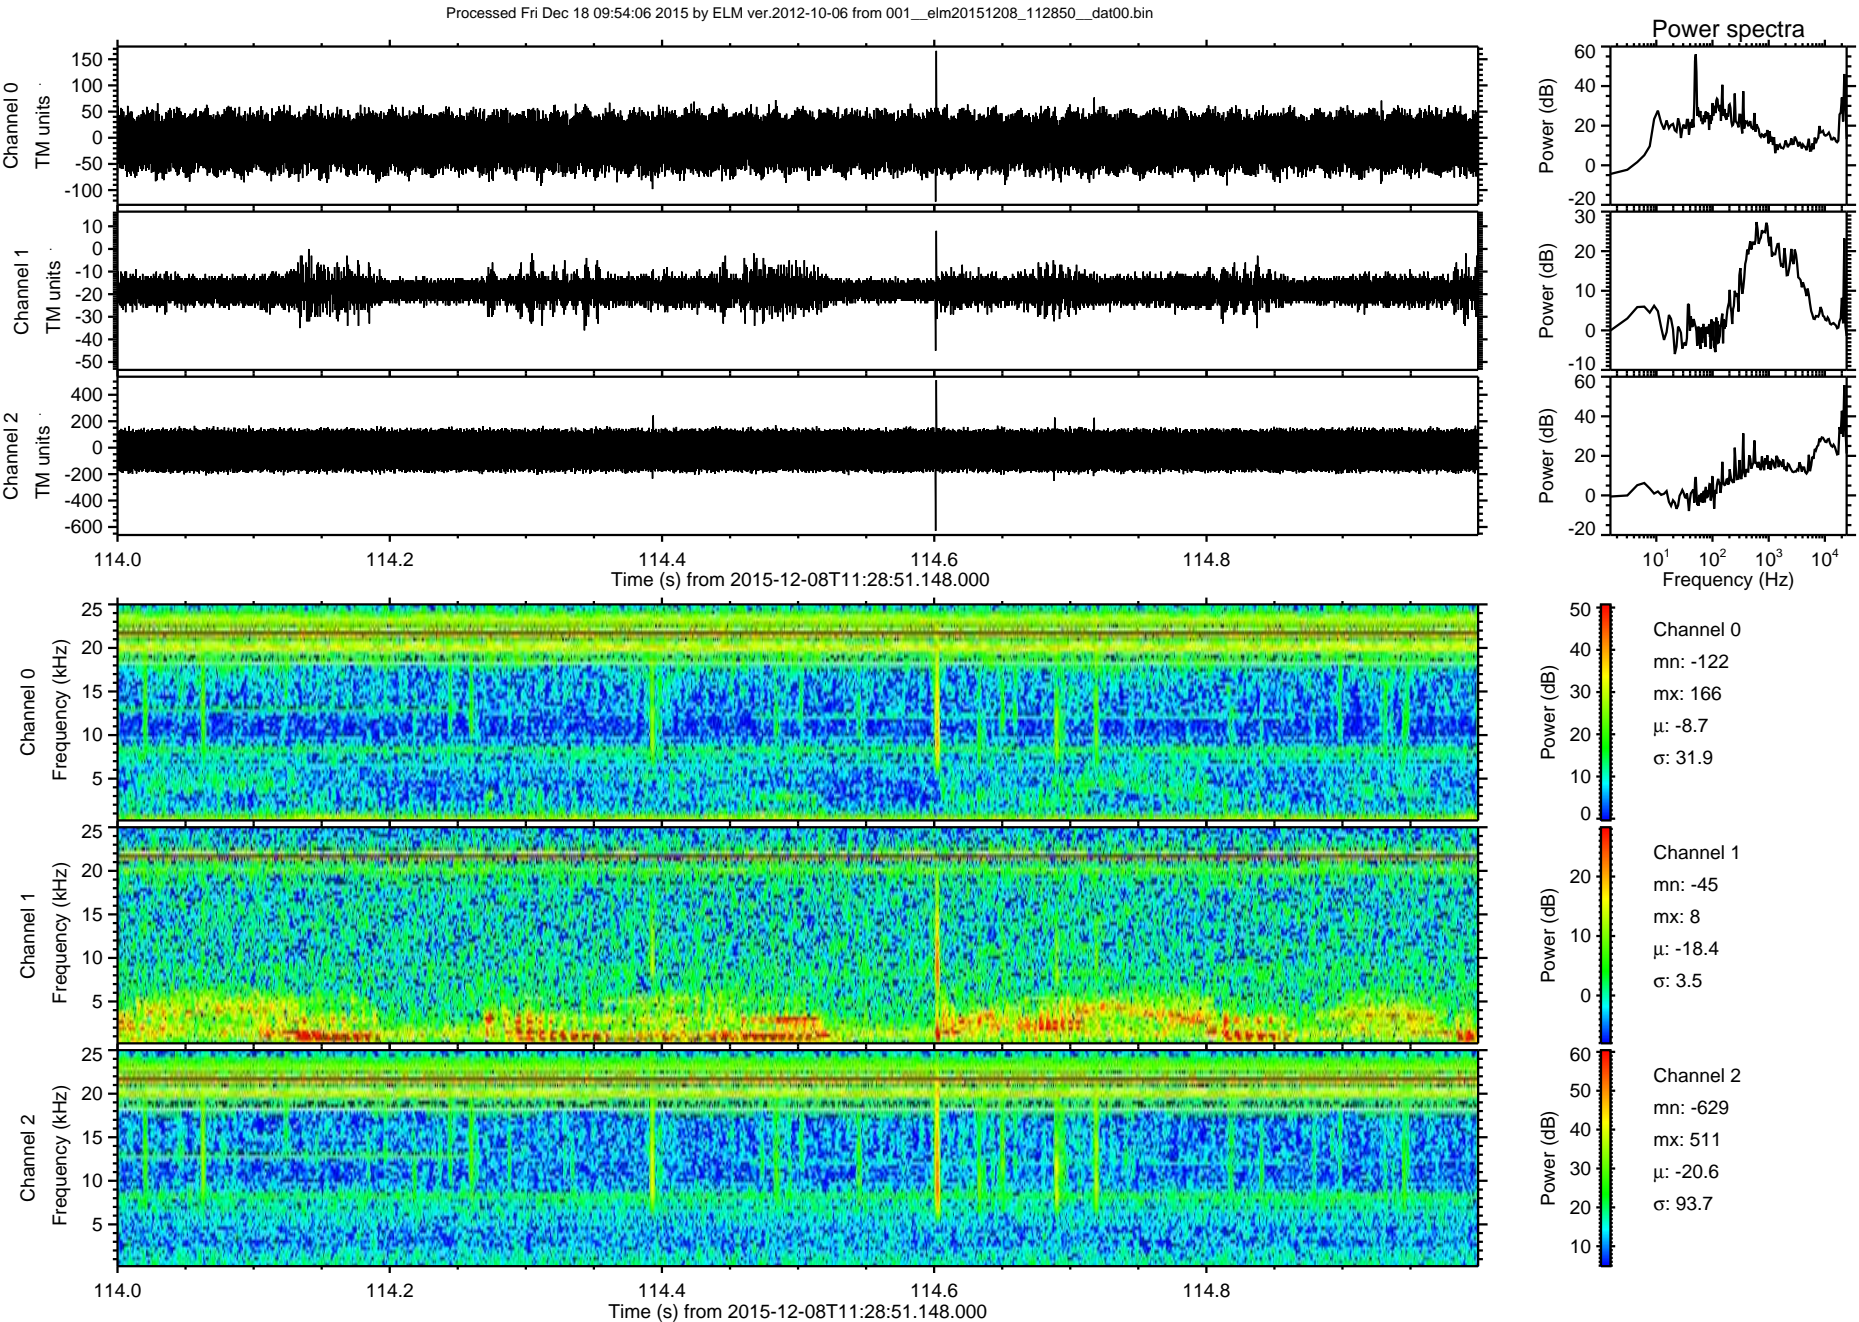 Processed Fri Dec 18 09:54:06 2015 by ELM ver.2012-10-06 from 001__elm20151208_112850__dat00.bin
Power spectra
Channel 0
TM units
150
100
50
0
-50
-100
Power (dB)
60
40
20
0
-20
Channel 1
TM units
10
0
-10
-20
-30
-40
-50
Power (dB)
30
20
10
0
-10
Channel 2
TM units
400
200
0
-200
-400
-600
Power (dB)
60
40
20
0
-20
114.0 114.2 114.4 114.6 114.8
Time (s) from 2015-12-08T11:28:51.148.000
10^1 10^2 10^3 10^4
Frequency (Hz)
Channel 0
Frequency (kHz)
25
20
15
10
5
Power (dB)
50
40
30
20
10
0
Channel 0
mn: -122
mx: 166
μ: -8.7
σ: 31.9
Channel 1
Frequency (kHz)
25
20
15
10
5
Power (dB)
20
10
0
Channel 1
mn: -45
mx: 8
μ: -18.4
σ: 3.5
Channel 2
Frequency (kHz)
25
20
15
10
5
Power (dB)
60
50
40
30
20
10
Channel 2
mn: -629
mx: 511
μ: -20.6
σ: 93.7
114.0 114.2 114.4 114.6 114.8
Time (s) from 2015-12-08T11:28:51.148.000